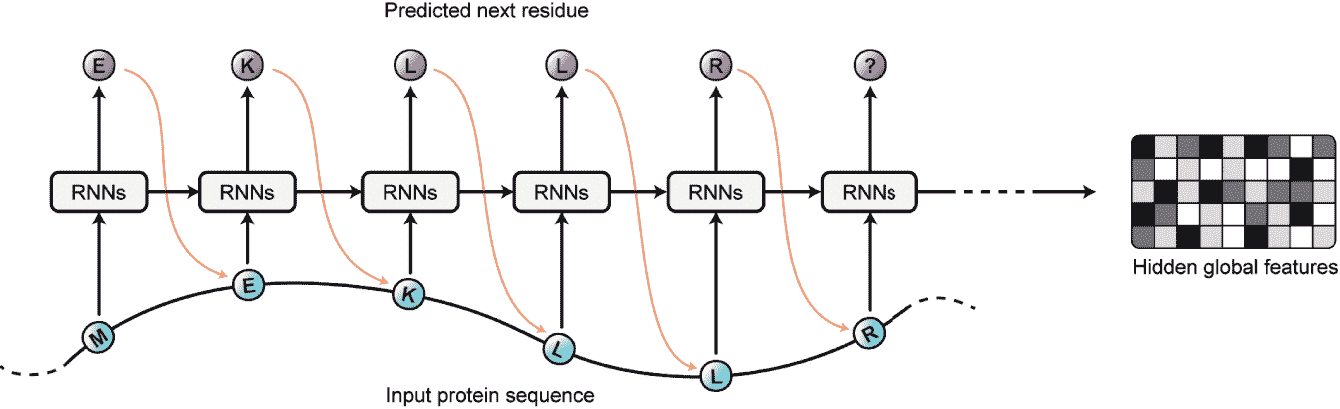 Predicted next residue
E K L L R ?
RNNs RNNs RNNs RNNs RNNs RNNs
M E K L L R
Hidden global features
Input protein sequence